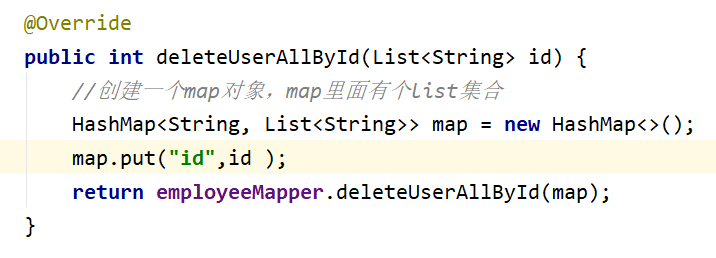 @Override
public int deleteUserAllById(List<String> id) {
//创建一个map对象，map里面有个list集合
HashMap<String, List<String>> map = new HashMap<>();
map.put("id",id );
return employeeMapper.deleteUserAllById(map);
}